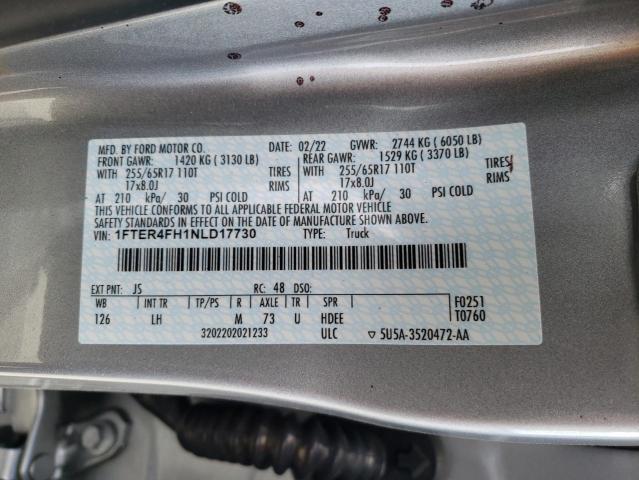 MFD. BY FORD MOTOR CO. DATE: 02/22 GVWR: 2744 KG ( 6050 LB)
FRONT GAWR: 1420 KG ( 3130 LB) REAR GAWR: 1529 KG ( 3370 LB)
WITH 255/65R17 110T TIRES WITH 255/65R17 110T TIRES
17x8.0J RIMS 17x8.0J RIMS
AT 210 kPa/ 30 PSI COLD AT 210 kPa/ 30 PSI COLD
THIS VEHICLE CONFORMS TO ALL APPLICABLE FEDERAL MOTOR VEHICLE
SAFETY STANDARDS IN EFFECT ON THE DATE OF MANUFACTURE SHOWN ABOVE.
VIN: 1FTER4FH1NLD17730 TYPE: Truck
EXT PNT: JS RC: 48 DSO:
WB INT TR TP/PS R AXLE TR SPR F0251
126 LH M 73 U HDEE T0760
3202202021233 ULC 5U5A-3520472-AA